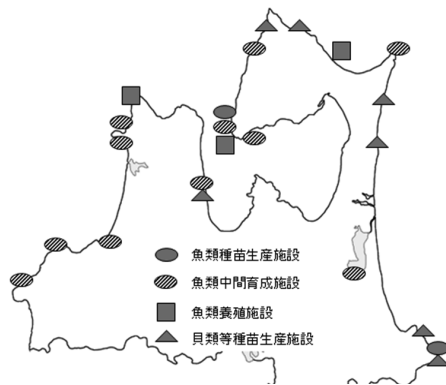 魚類種苗生産施設
魚類中間育成施設
魚類養殖施設
貝類等種苗生産施設